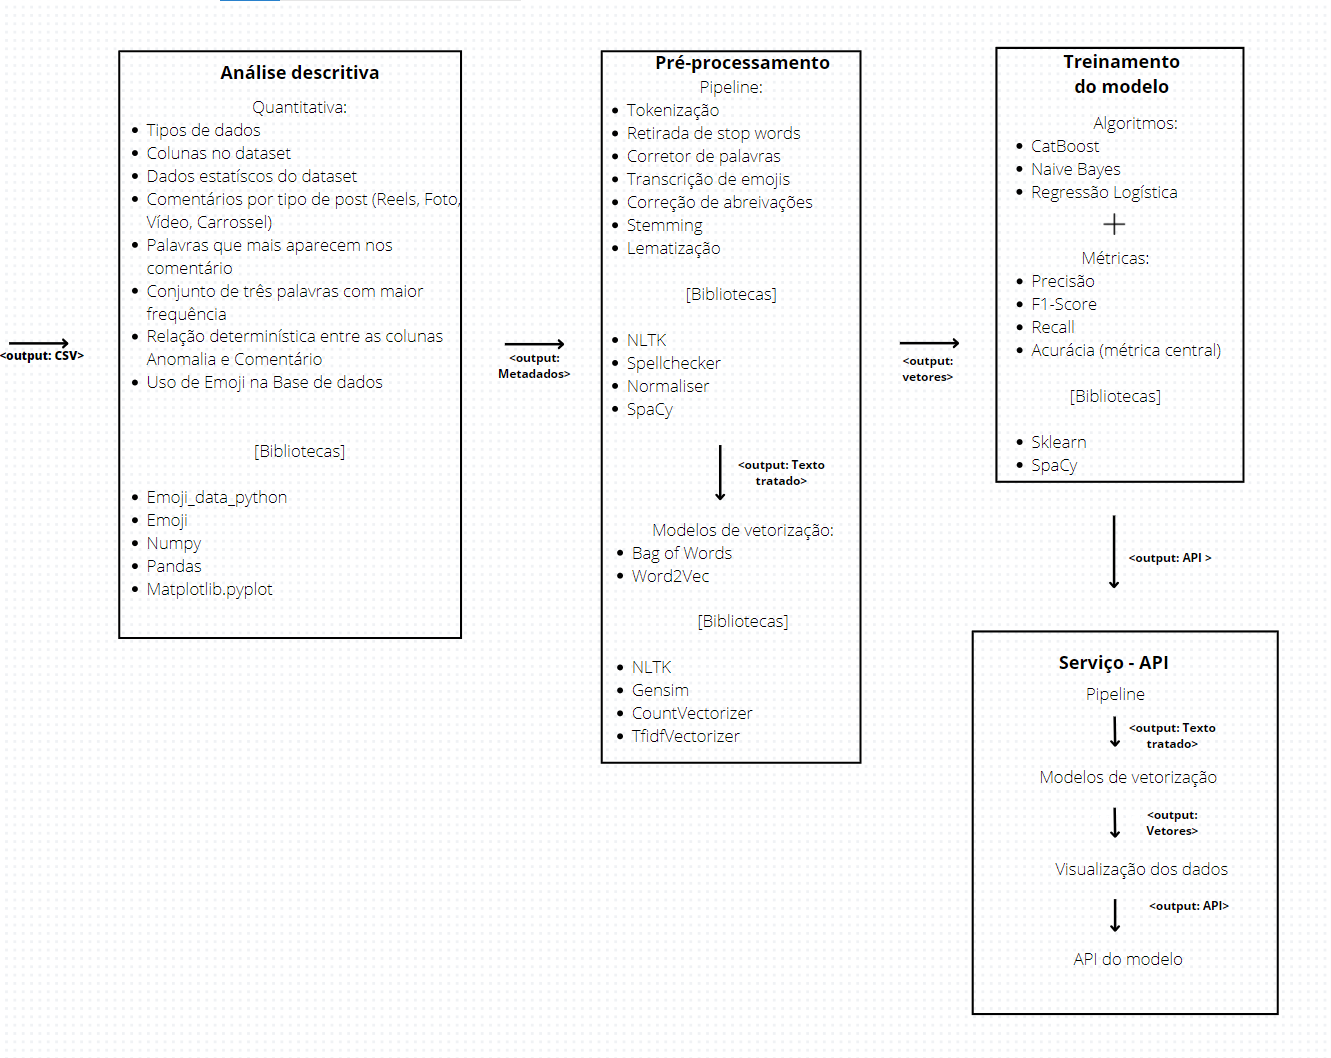 <output: CSV>
Análise descritiva
Quantitativa:
• Tipos de dados
• Colunas no dataset
• Dados estatíscos do dataset
• Comentários por tipo de post (Reels, Foto,
Vídeo, Carrossel)
• Palavras que mais aparecem nos
comentário
• Conjunto de três palavras com maior
frequência
• Relação determinística entre as colunas
Anomalia e Comentário
• Uso de Emoji na Base de dados
[Bibliotecas]
• Emoji_data_python
• Emoji
• Numpy
• Pandas
• Matplotlib.pyplot
<output:
Metadados>
Pré-processamento
Pipeline:
• Tokenização
• Retirada de stop words
• Corretor de palavras
• Transcrição de emojis
• Correção de abreivações
• Stemming
• Lematização
[Bibliotecas]
• NLTK
• Spellchecker
• Normaliser
• SpaCy
<output: Texto
tratado>
Modelos de vetorização:
• Bag of Words
• Word2Vec
[Bibliotecas]
• NLTK
• Gensim
• CountVectorizer
• TfidfVectorizer
<output:
vetores>
Treinamento
do modelo
Algoritmos:
• CatBoost
• Naive Bayes
• Regressão Logística
+
Métricas:
• Precisão
• F1-Score
• Recall
• Acurácia (métrica central)
[Bibliotecas]
• Sklearn
• SpaCy
<output: API >
Serviço - API
Pipeline
<output: Texto
tratado>
Modelos de vetorização
<output:
Vetores>
Visualização dos dados
<output: API>
API do modelo